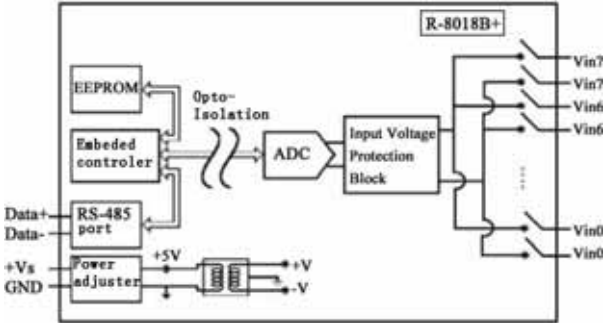 R-8018B+
EEPROM
Opto-
Isolation
Embeded
controler
ADC
Input Voltage
Protection
Block
Vin7
Vin7
Vin6
Vin6
Vin0
Vin0
Data+
Data-
RS-485
port
+Vs
GND
Power
adjuster
+5V
+V
-V